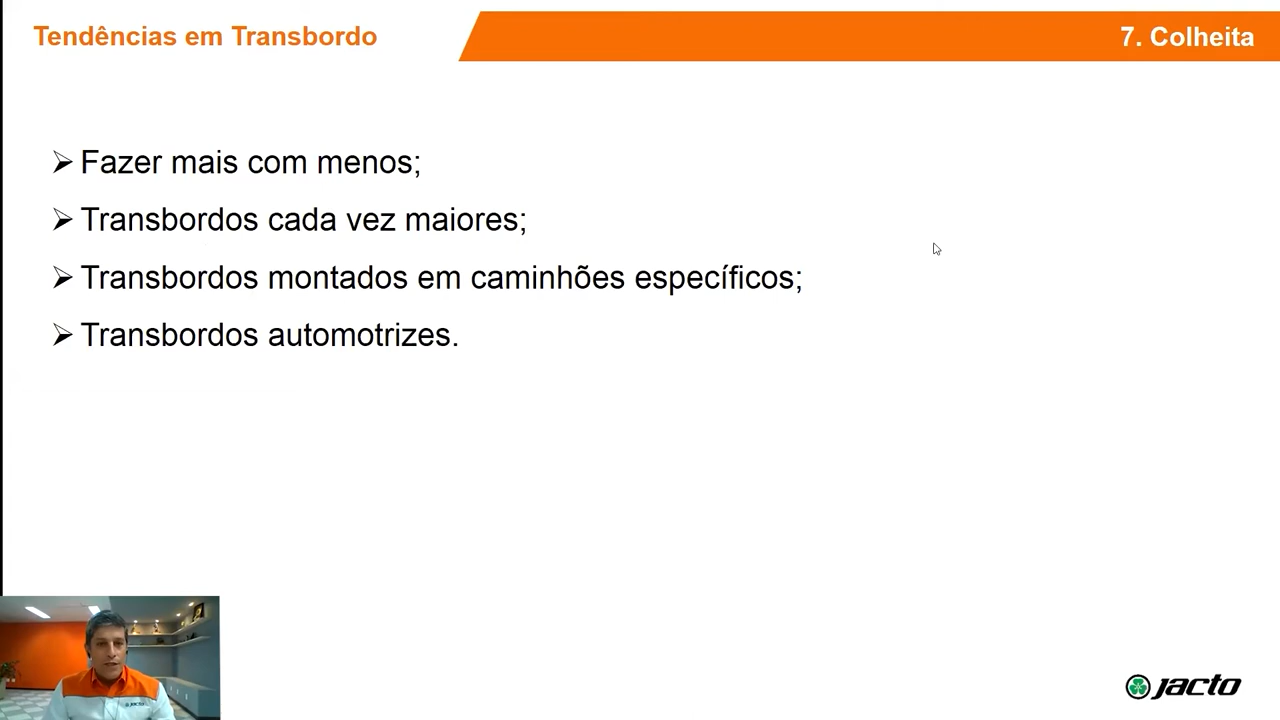 Tendências em Transbordo
7. Colheita
Fazer mais com menos;
Transbordos cada vez maiores;
Transbordos montados em caminhões específicos;
Transbordos automotrizes.
jacto
jacto